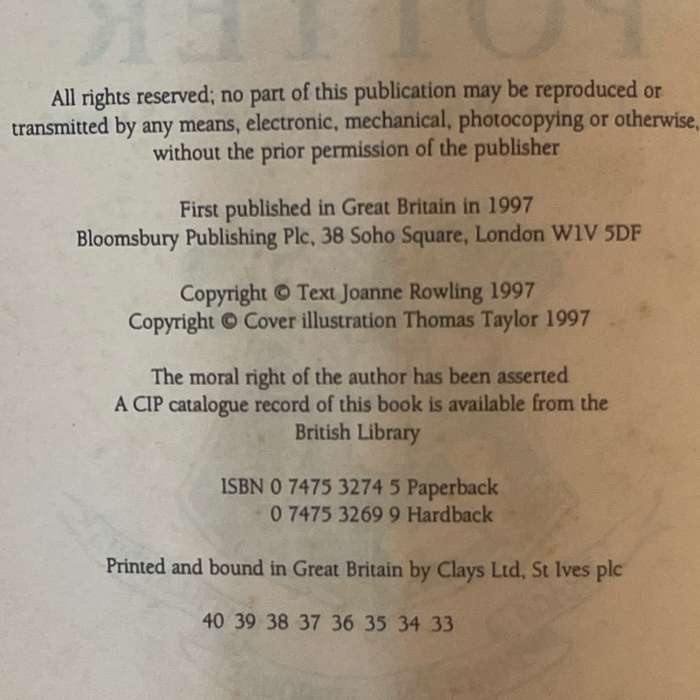 POTTER
All rights reserved; no part of this publication may be reproduced or
transmitted by any means, electronic, mechanical, photocopying or otherwise,
without the prior permission of the publisher
First published in Great Britain in 1997
Bloomsbury Publishing Plc, 38 Soho Square, London W1V 5DF
Copyright © Text Joanne Rowling 1997
Copyright © Cover illustration Thomas Taylor 1997
The moral right of the author has been asserted
A CIP catalogue record of this book is available from the
British Library
ISBN 0 7475 3274 5 Paperback
0 7475 3269 9 Hardback
Printed and bound in Great Britain by Clays Ltd, St Ives plc
40 39 38 37 36 35 34 33